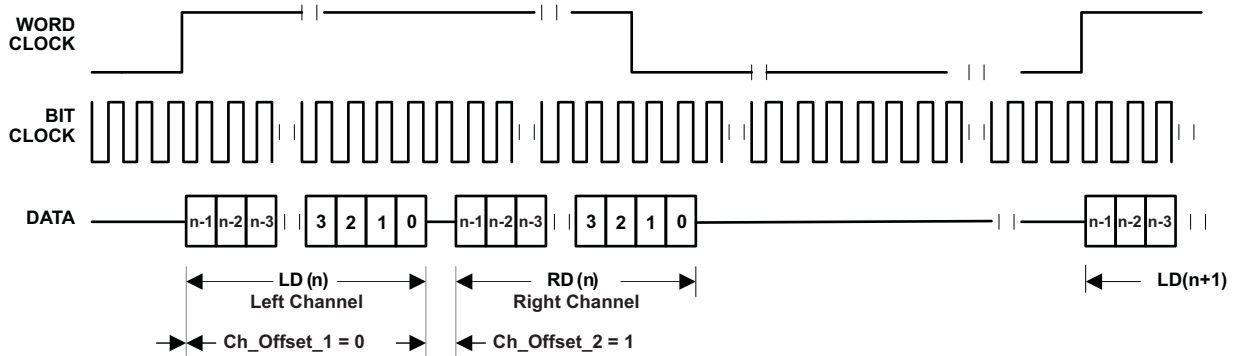 WORD
CLOCK
BIT
CLOCK
DATA
n-1 n-2 n-3 3 2 1 0 n-1 n-2 n-3 3 2 1 0 n-1 n-2 n-3
LD (n) RD (n) LD(n+1)
Left Channel Right Channel
Ch_Offset_1 = 0 Ch_Offset_2 = 1